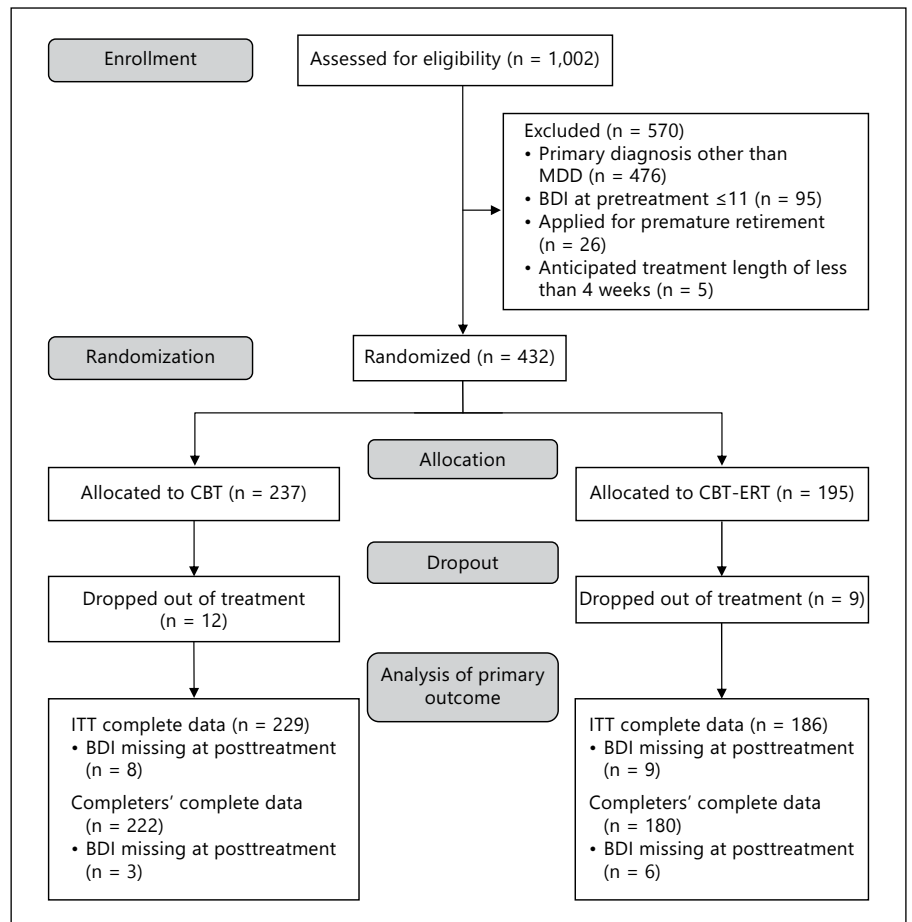 Enrollment
Assessed for eligibility (n = 1,002)
Excluded (n = 570)
• Primary diagnosis other than
MDD (n = 476)
• BDI at pretreatment ≤11 (n = 95)
• Applied for premature retirement
(n = 26)
• Anticipated treatment length of less
than 4 weeks (n = 5)
Randomization
Randomized (n = 432)
Allocation
Allocated to CBT (n = 237)
Allocated to CBT-ERT (n = 195)
Dropout
Dropped out of treatment
(n = 12)
Dropped out of treatment (n = 9)
Analysis of primary
outcome
ITT complete data (n = 229)
• BDI missing at posttreatment
(n = 8)
Completers’ complete data
(n = 222)
• BDI missing at posttreatment
(n = 3)
ITT complete data (n = 186)
• BDI missing at posttreatment
(n = 9)
Completers’ complete data
(n = 180)
• BDI missing at posttreatment
(n = 6)